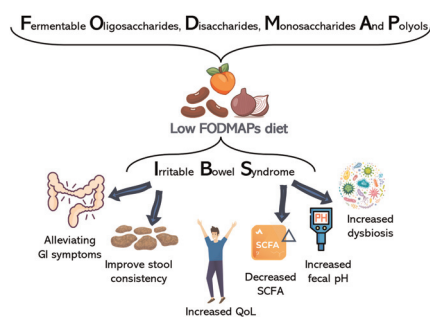 Fermentable Oligosaccharides, Disaccharides, Monosaccharides And Polyols
Low FODMAPs diet
Irritable Bowel Syndrome
Alleviating
GI symptoms
Improve stool
consistency
Increased QoL
SCFA
Decreased
SCFA
PH
Increased
fecal pH
Increased
dysbiosis